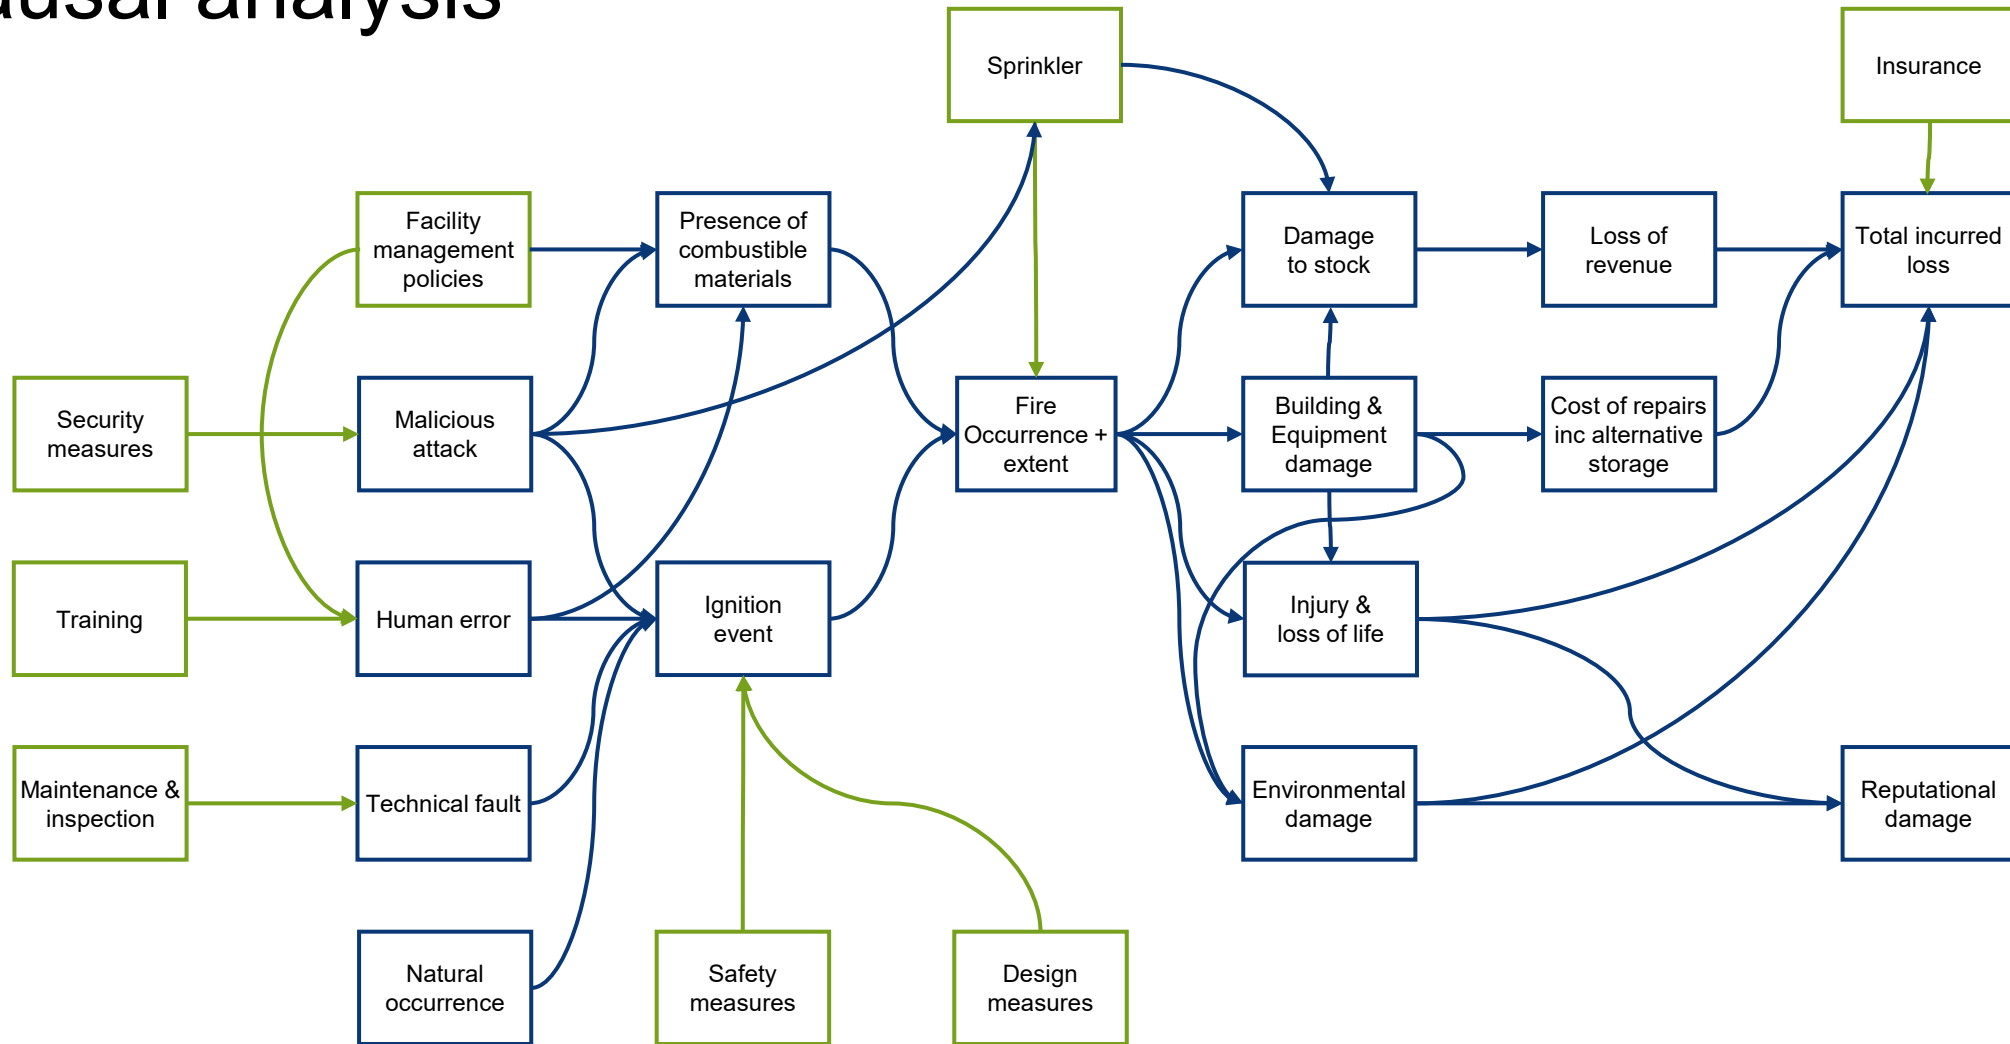 ausal analysis
Sprinkler
Insurance
Facility
management
policies
Presence of
combustible
materials
Damage
to stock
Loss of
revenue
Total incurred
loss
Security
measures
Malicious
attack
Fire
Occurrence +
extent
Building &
Equipment
damage
Cost of repairs
inc alternative
storage
Training
Human error
Ignition
event
Injury &
loss of life
Maintenance &
inspection
Technical fault
Environmental
damage
Reputational
damage
Natural
occurrence
Safety
measures
Design
measures